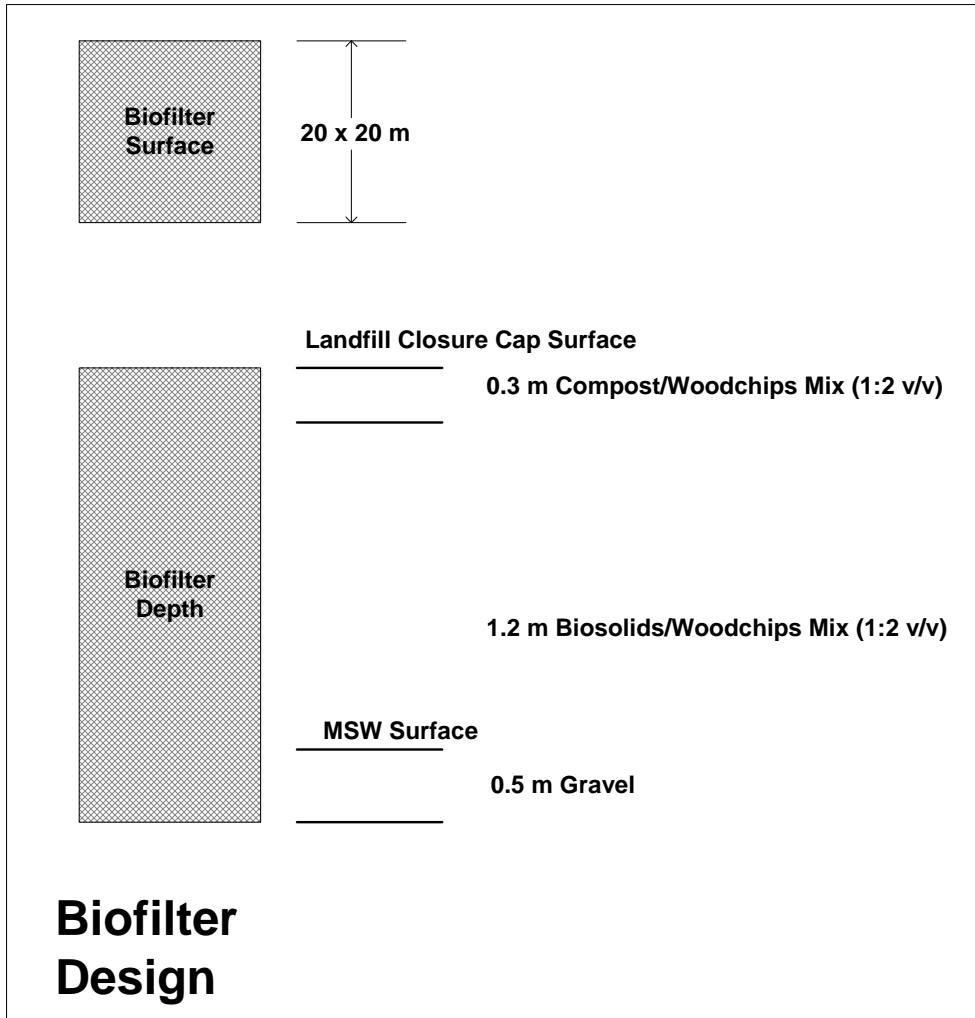 Biofilter
Surface
20 x 20 m
Landfill Closure Cap Surface
0.3 m Compost/Woodchips Mix (1:2 v/v)
Biofilter
Depth
1.2 m Biosolids/Woodchips Mix (1:2 v/v)
MSW Surface
0.5 m Gravel
Biofilter
Design